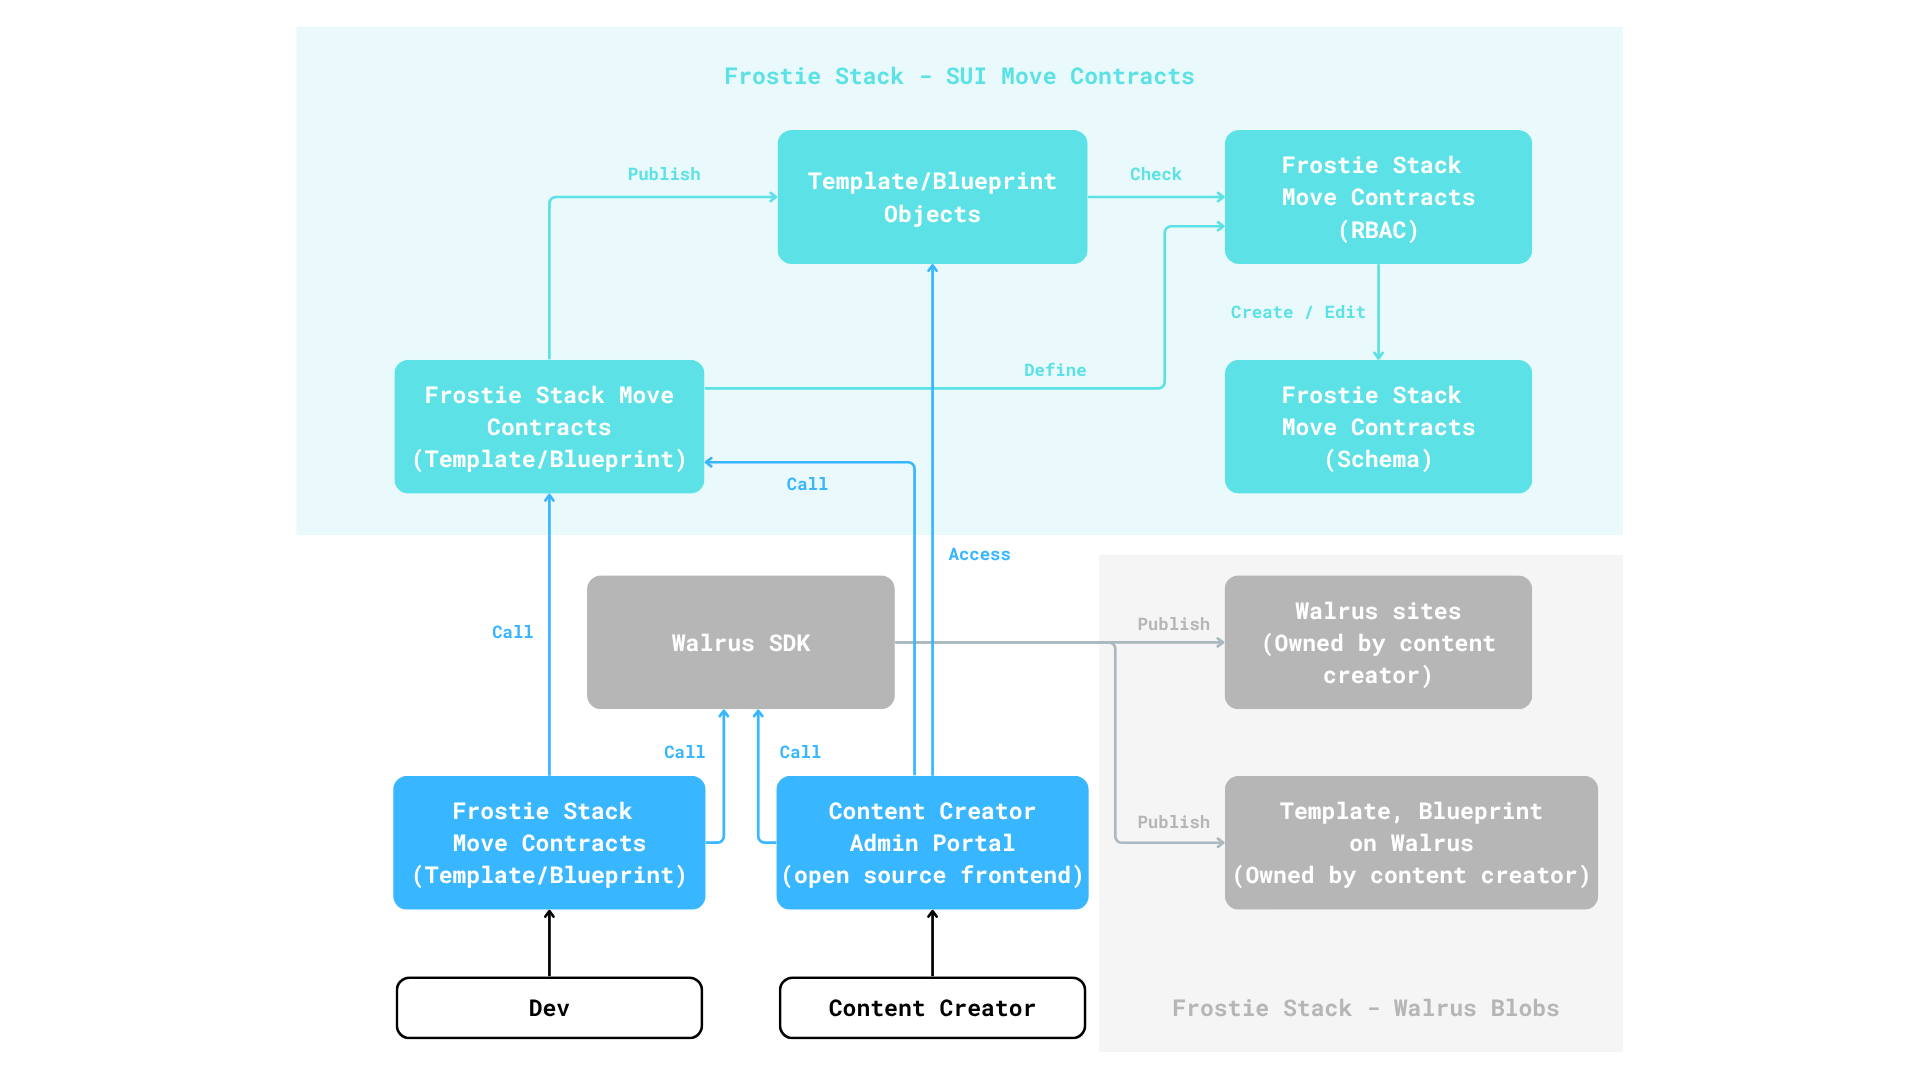 Frostie Stack - SUI Move Contracts
Publish
Template/Blueprint
Objects
Check
Frostie Stack
Move Contracts
(RBAC)
Create / Edit
Define
Frostie Stack Move
Contracts
(Template/Blueprint)
Call
Frostie Stack
Move Contracts
(Schema)
Access
Call
Walrus SDK
Publish
Walrus sites
(Owned by content
creator)
Call
Call
Frostie Stack
Move Contracts
(Template/Blueprint)
Content Creator
Admin Portal
(open source frontend)
Publish
Template, Blueprint
on Walrus
(Owned by content creator)
Dev
Content Creator
Frostie Stack - Walrus Blobs